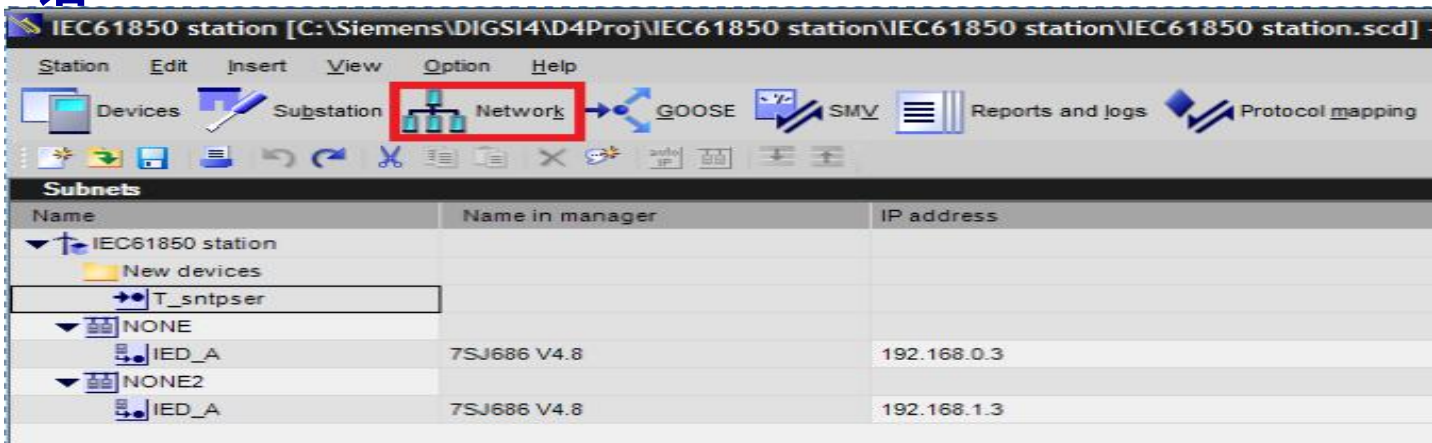 IEC61850 station [C:\Siemens\DIGSI4\D4Proj\IEC61850 station\IEC61850 station\IEC61850 station.scd] -
Station Edit Insert View Option Help
Devices Substation Network GOOSE SMV Reports and logs Protocol mapping
auto IP
Subnets
Name Name in manager IP address
IEC61850 station
New devices
T_sntpser
NONE
IED_A 7SJ686 V4.8 192.168.0.3
NONE2
IED_A 7SJ686 V4.8 192.168.1.3